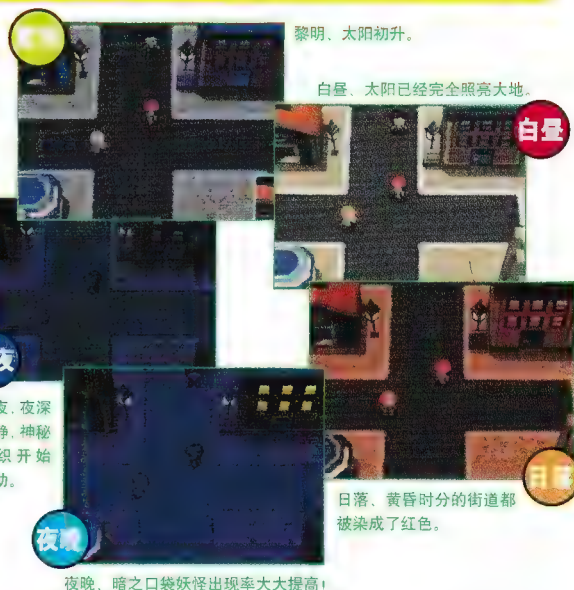 黎明、太阳初升。
白昼、太阳已经完全照亮大地。
白昼
夜
夜,夜深
静,神秘
织开始
动。
日落、黄昏时分的街道都
被染成了红色。
夜晚
夜晚、暗之口袋妖怪出现率大大提高!